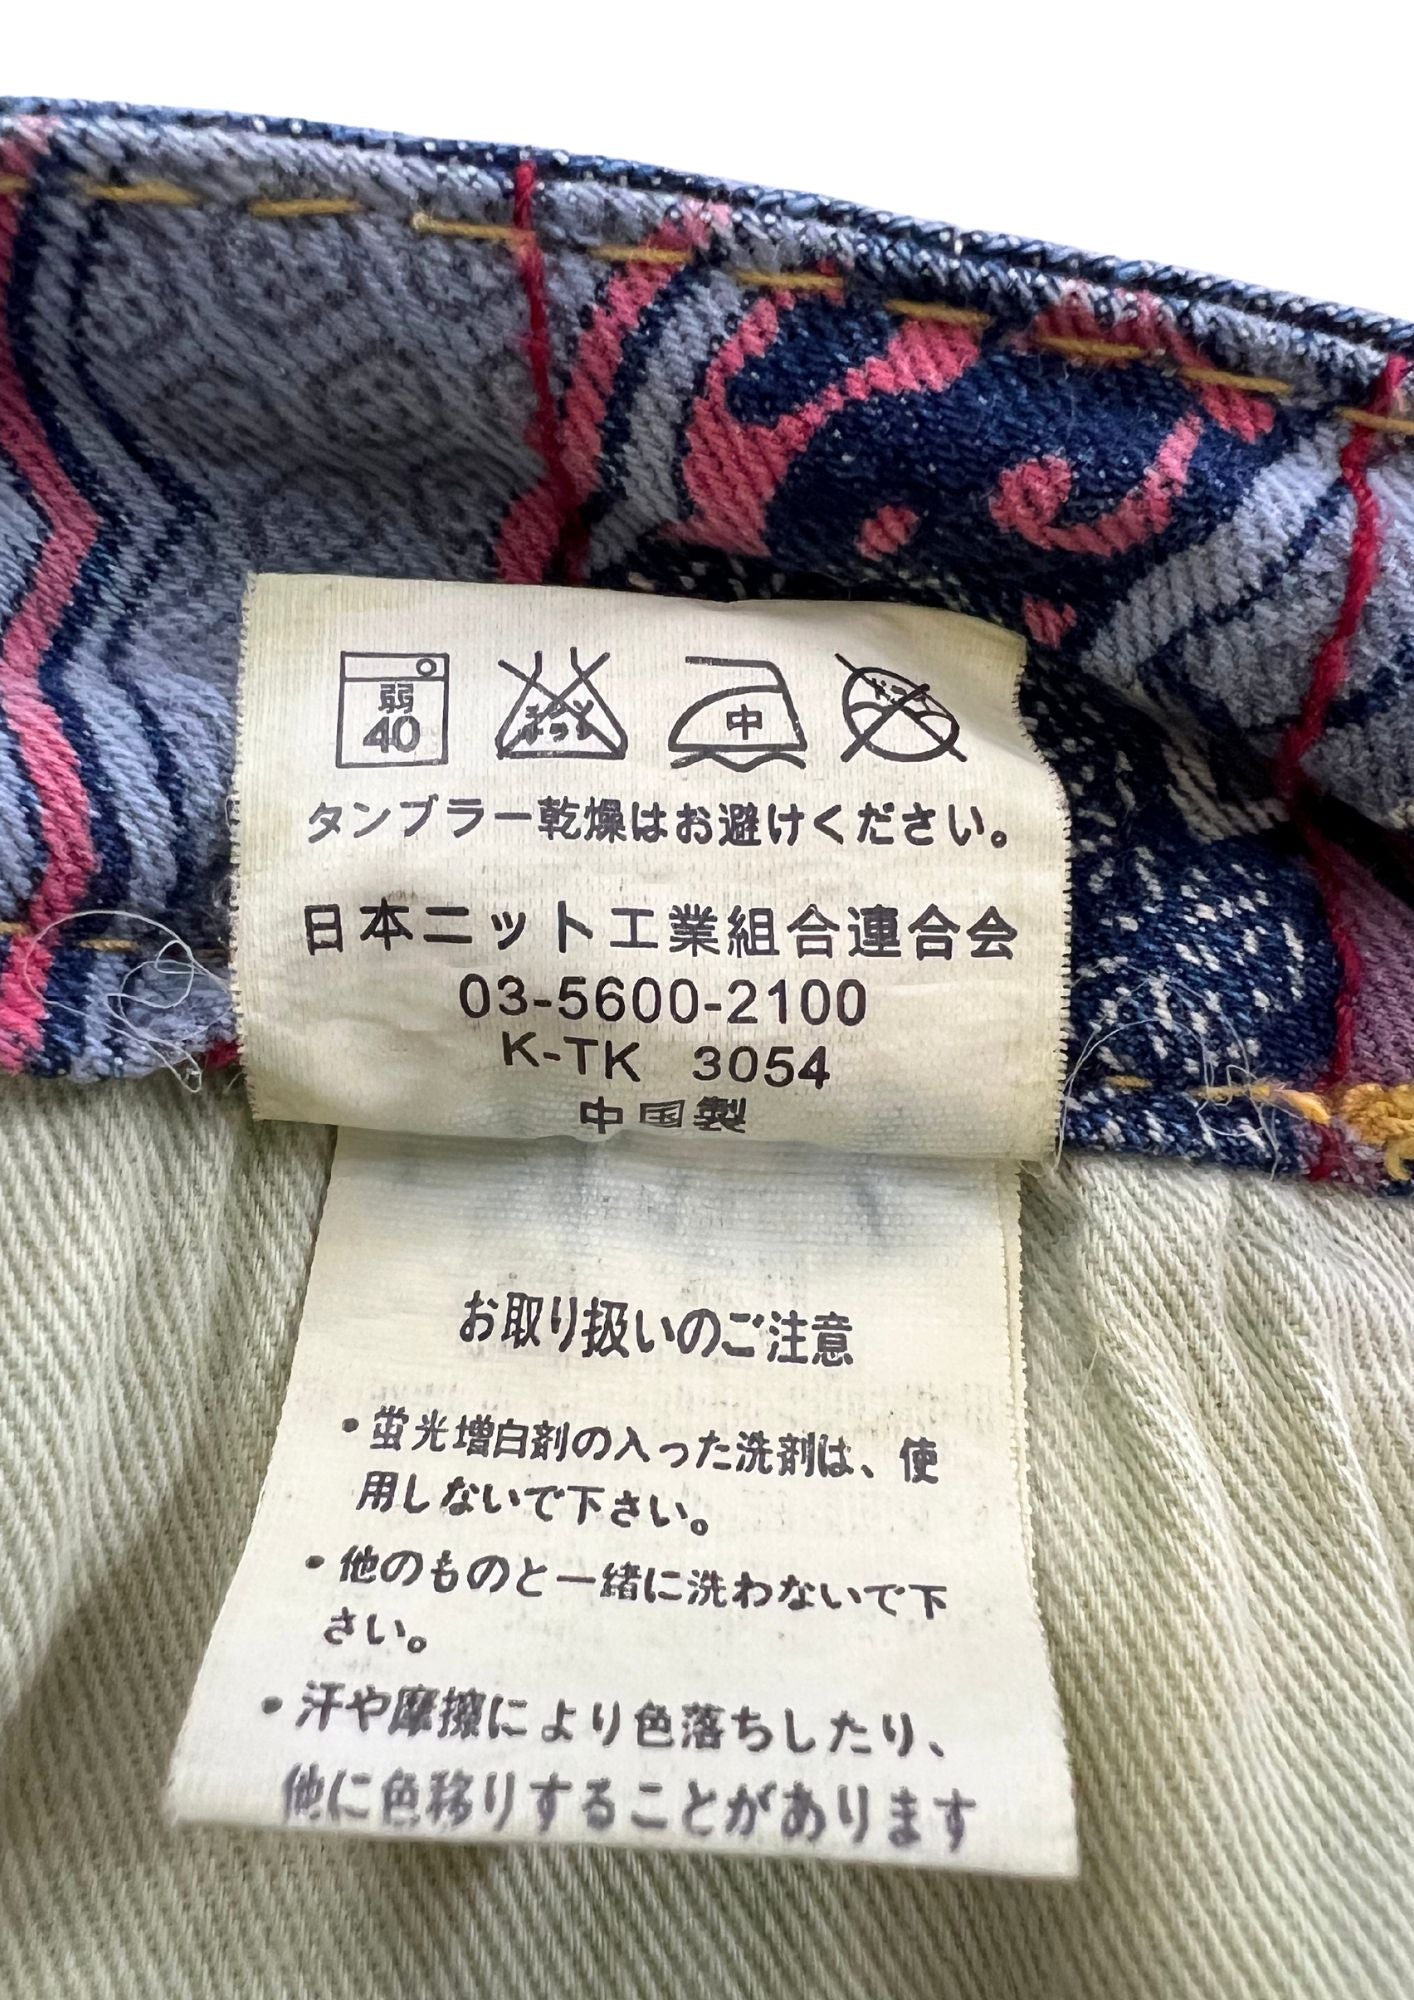 弱
40
中
タンブラー乾燥はお避けください。
日本ニット工業組合連合会
03-5600-2100
K-TK 3054
中国製
お取り扱いのご注意
・蛍光増白剤の入った洗剤は、使
用しないで下さい。
・他のものと一緒に洗わないで下
さい。
・汗や摩擦により色落ちしたり、
他に色移りすることがあります